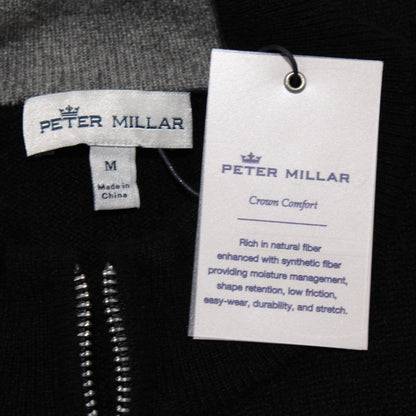 PETER MILLAR
M
Made in
China
PETER MILLAR
Crown Comfort
Rich in natural fiber
enhanced with synthetic fiber
providing moisture management,
shape retention, low friction,
easy-wear, durability, and stretch.